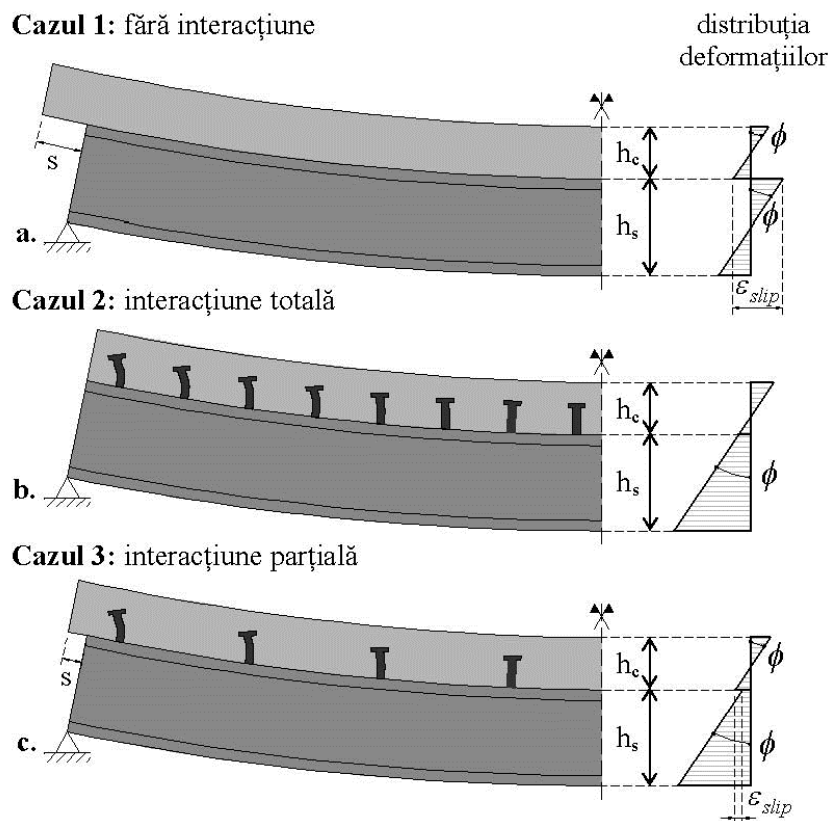 Cazul 1: fără interacțiune
distribuția
deformațiilor
s
h_c
ϕ
h_s
ϕ
a.
ε_slip
Cazul 2: interacțiune totală
h_c
h_s
ϕ
b.
Cazul 3: interacțiune parțială
s
h_c
ϕ
h_s
ϕ
c.
ε_slip